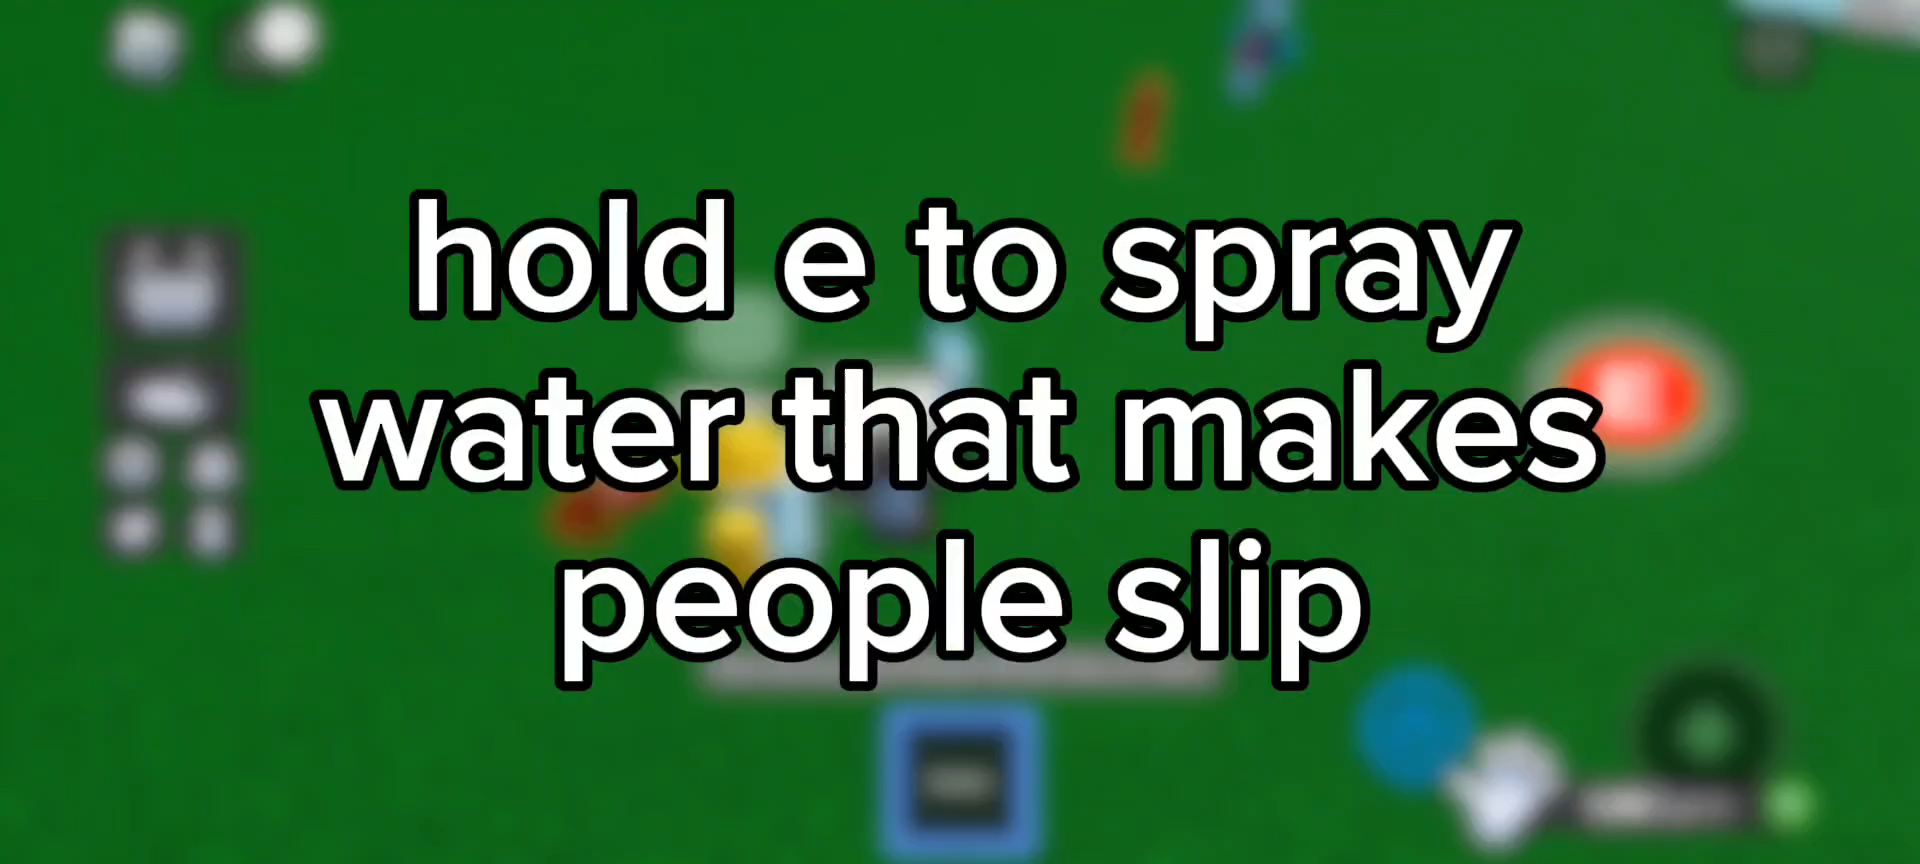 hold e to spray
water that makes
people slip